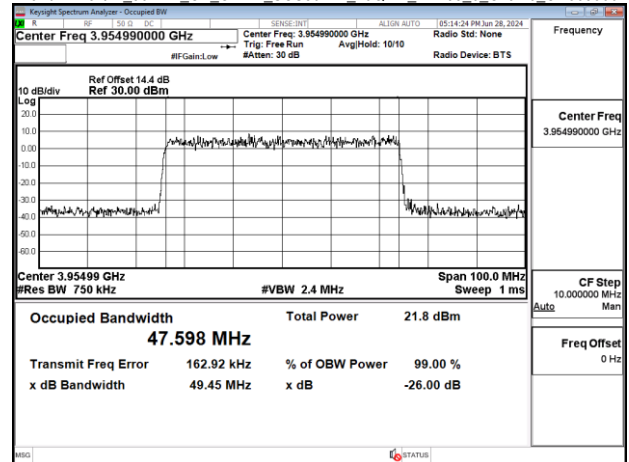 Keysight Spectrum Analyzer - Occupied BW
R RF 50 Ω DC SENSE:INT ALIGN AUTO 05:14:24 PM Jun 28, 2024
Center Freq 3.954990000 GHz
Center Freq: 3.954990000 GHz
Radio Std: None
Trig: Free Run Avg|Hold: 10/10
#IFGain:Low #Atten: 30 dB Radio Device: BTS
Frequency
Ref Offset 14.4 dB
10 dB/div Ref 30.00 dBm
Log
20.0
10.0
0.00
-10.0
-20.0
-30.0
-40.0
-50.0
-60.0
Center Freq
3.954990000 GHz
Center 3.95499 GHz Span 100.0 MHz
#Res BW 750 kHz #VBW 2.4 MHz Sweep 1 ms
CF Step
10.000000 MHz
Auto Man
Occupied Bandwidth Total Power 21.8 dBm
47.598 MHz
Transmit Freq Error 162.92 kHz % of OBW Power 99.00 %
x dB Bandwidth 49.45 MHz x dB -26.00 dB
Freq Offset
0 Hz
MSG STATUS